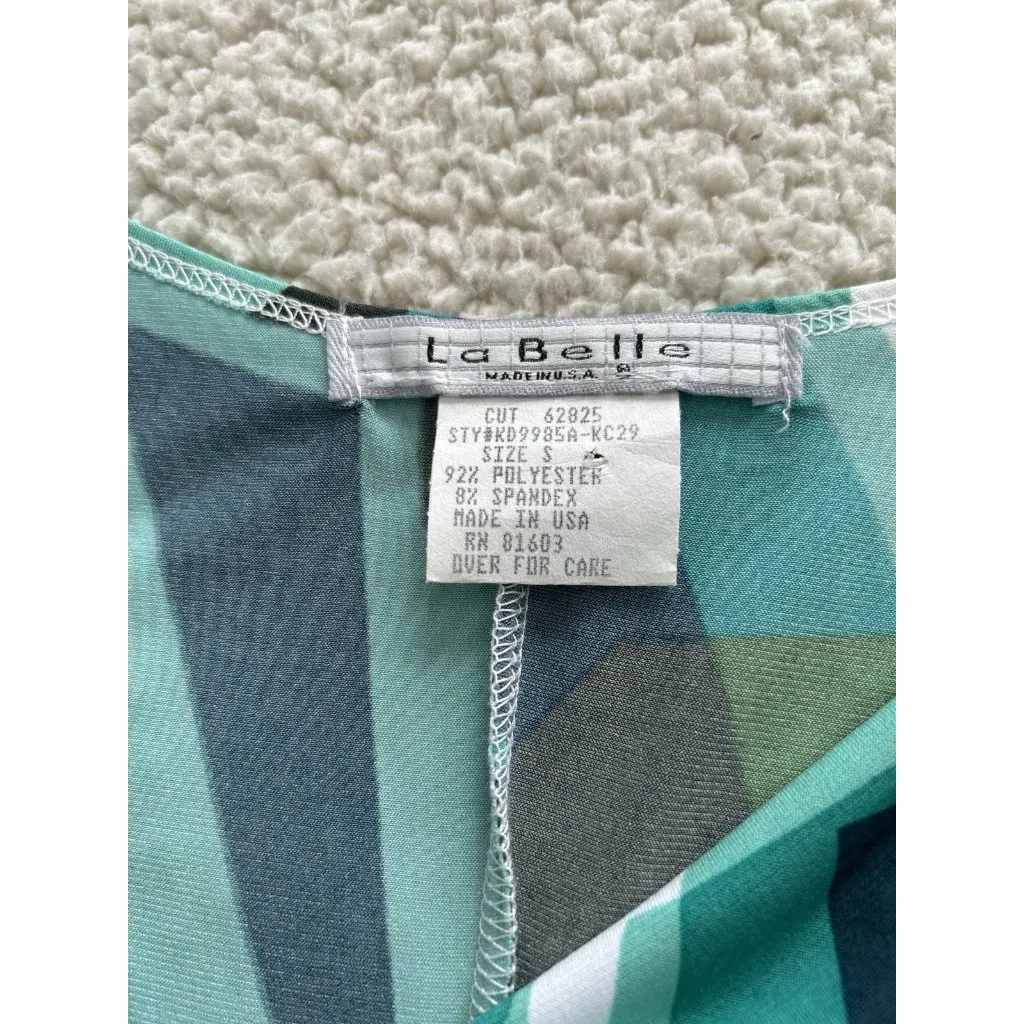 La Belle
MADE IN U.S.A.
CUT 62825
STY#KD9985A-KC29
SIZE S
92% POLYESTER
8% SPANDEX
MADE IN USA
RN 81603
OVER FOR CARE